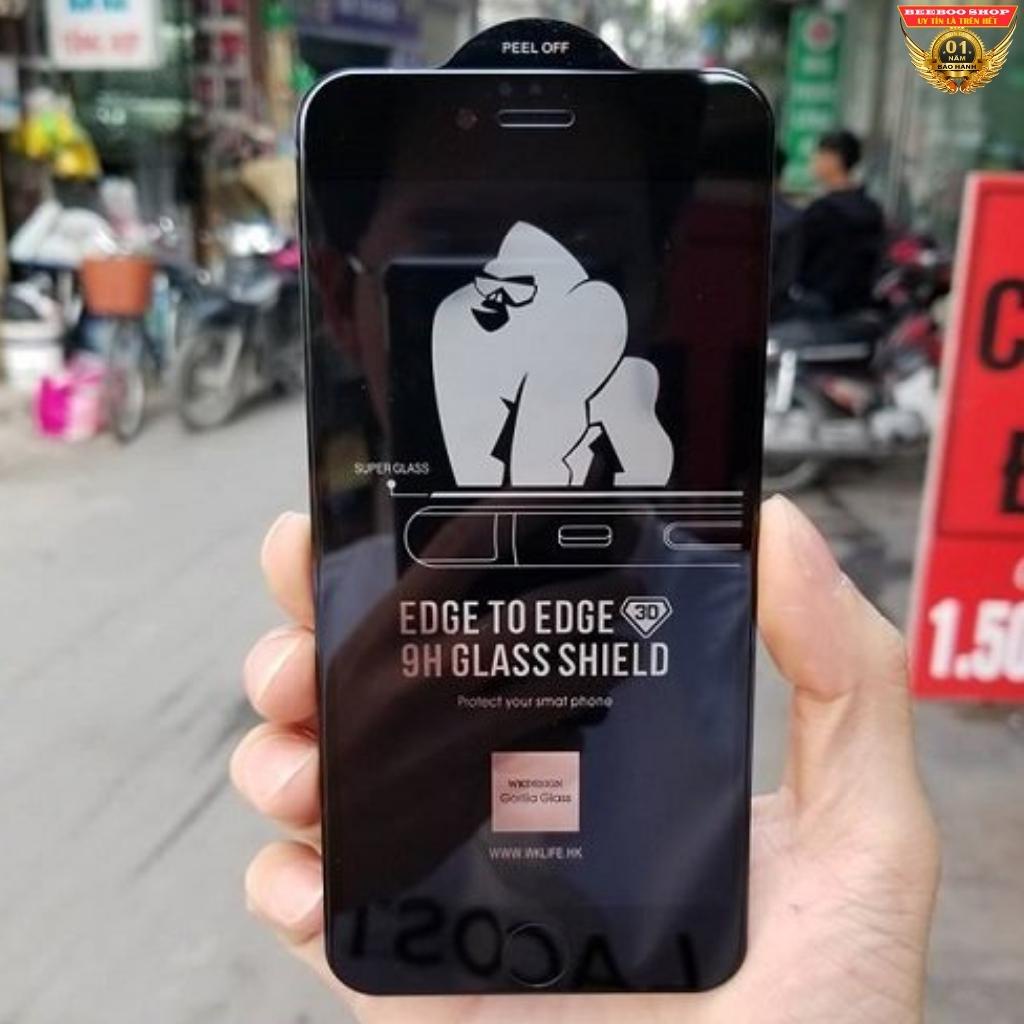 BEEBOO SHOP
UY TÍN LÀ TRÊN HẾT
01
NĂM
BẢO HÀNH
PEEL OFF
SUPER GLASS
EDGE TO EDGE 3D
9H GLASS SHIELD
Protect your smat phone
WKDESIGN
Gorilla Glass
WWW.WKLIFE.HK
LACOST
1.50